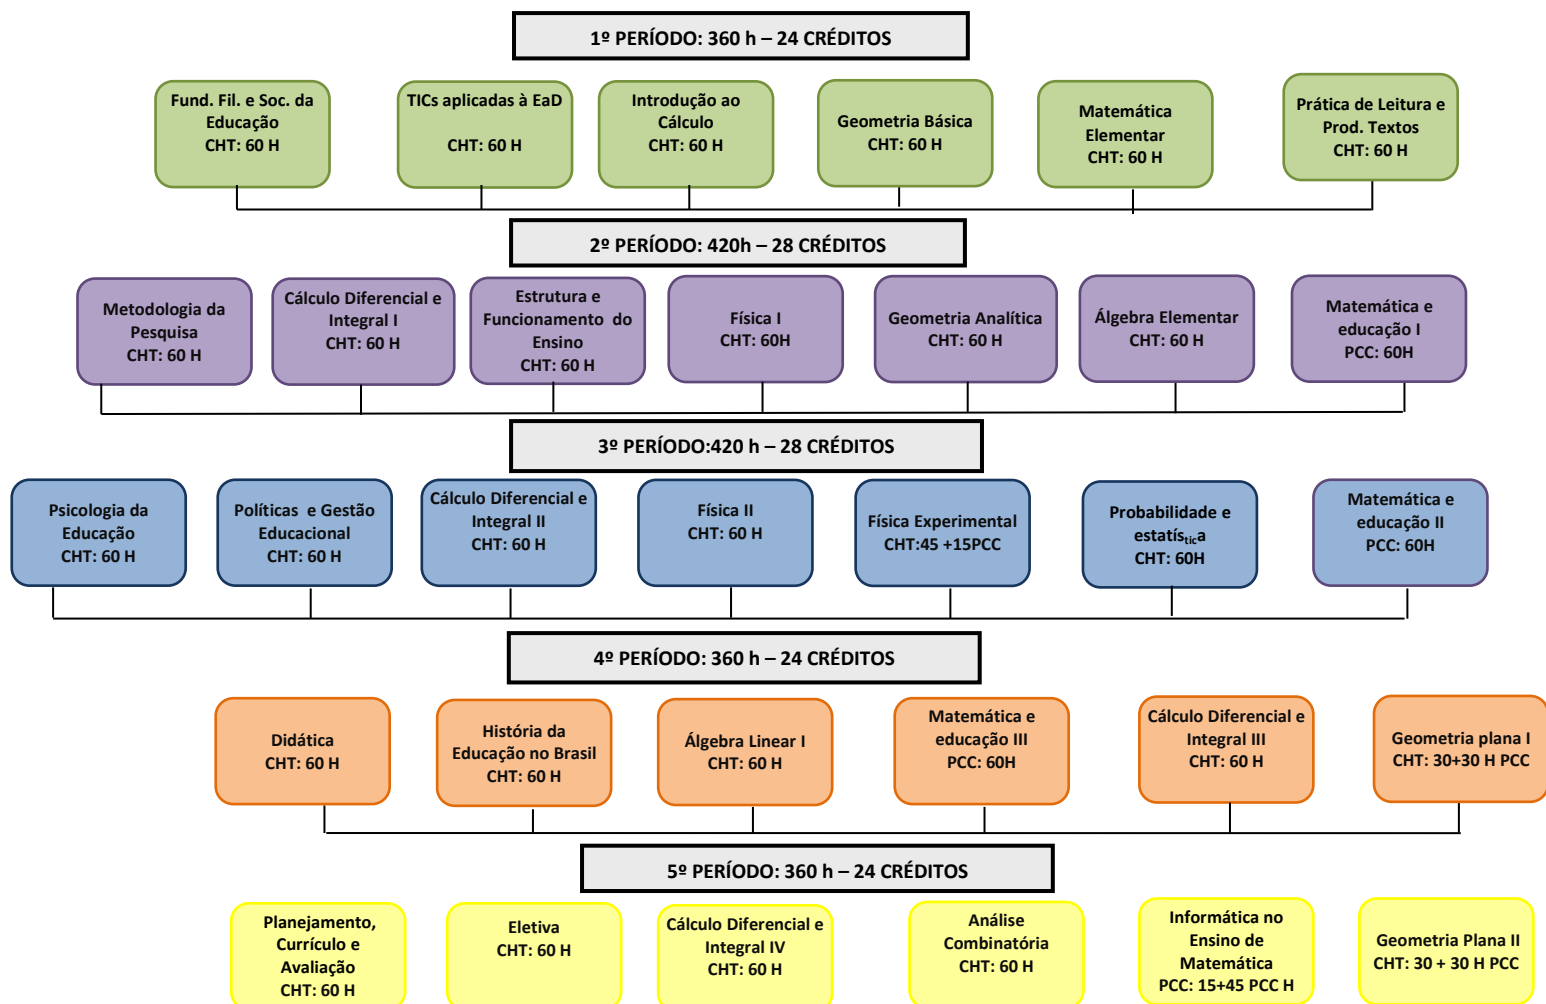 1º PERÍODO: 360 h – 24 CRÉDITOS
Fund. Fil. e Soc. da
Educação
CHT: 60 H
TICs aplicadas à EaD
CHT: 60 H
Introdução ao
Cálculo
CHT: 60 H
Geometria Básica
CHT: 60 H
Matemática
Elementar
CHT: 60 H
Prática de Leitura e
Prod. Textos
CHT: 60 H
2º PERÍODO: 420h – 28 CRÉDITOS
Metodologia da
Pesquisa
CHT: 60 H
Cálculo Diferencial e
Integral I
CHT: 60 H
Estrutura e
Funcionamento do
Ensino
CHT: 60 H
Física I
CHT: 60H
Geometria Analítica
CHT: 60 H
Álgebra Elementar
CHT: 60 H
Matemática e
educação I
PCC: 60H
3º PERÍODO:420 h – 28 CRÉDITOS
Psicologia da
Educação
CHT: 60 H
Políticas e Gestão
Educacional
CHT: 60 H
Cálculo Diferencial e
Integral II
CHT: 60 H
Física II
CHT: 60 H
Física Experimental
CHT:45 +15PCC
Probabilidade e
estatística
CHT: 60H
Matemática e
educação II
PCC: 60H
4º PERÍODO: 360 h – 24 CRÉDITOS
Didática
CHT: 60 H
História da
Educação no Brasil
CHT: 60 H
Álgebra Linear I
CHT: 60 H
Matemática e
educação III
PCC: 60H
Cálculo Diferencial e
Integral III
CHT: 60 H
Geometria plana I
CHT: 30+30 H PCC
5º PERÍODO: 360 h – 24 CRÉDITOS
Planejamento,
Currículo e
Avaliação
CHT: 60 H
Eletiva
CHT: 60 H
Cálculo Diferencial e
Integral IV
CHT: 60 H
Análise
Combinatória
CHT: 60 H
Informática no
Ensino de
Matemática
PCC: 15+45 PCC H
Geometria Plana II
CHT: 30 + 30 H PCC